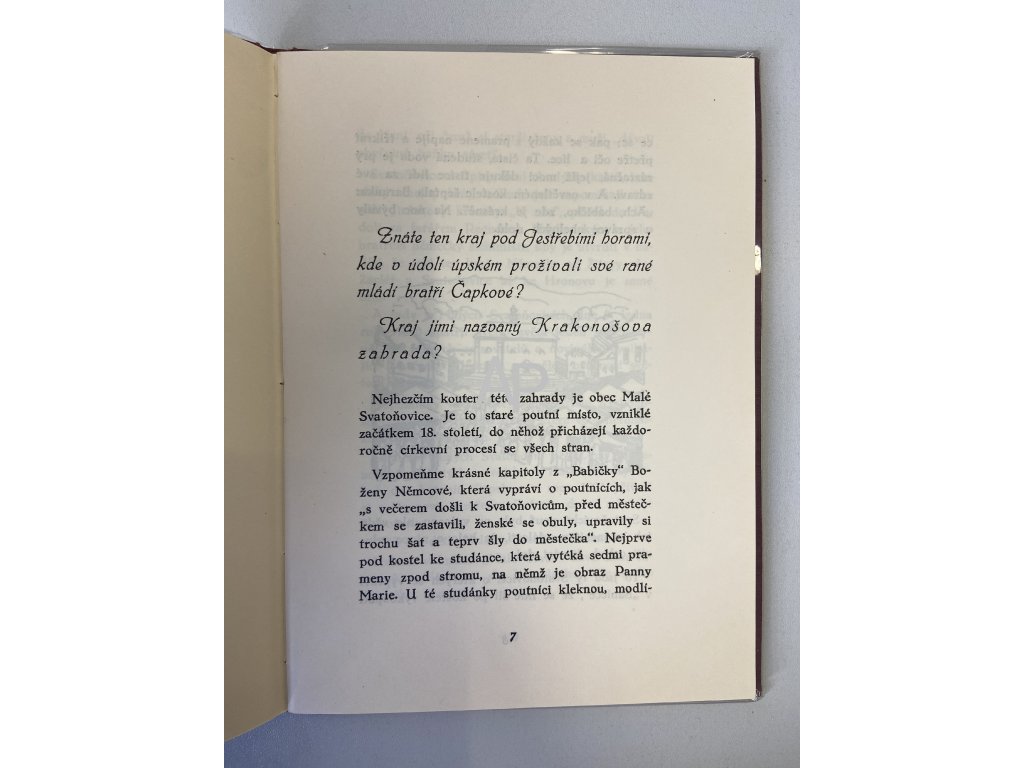 Znáte ten kraj pod Jestřebími horami,
kde v údolí úpském prožívali své rané
mládí bratří Čapkové?
Kraj jimi nazvaný Krakonošova
zahrada?
Nejhezčím kouter této zahrady je obec Malé
Svatoňovice. Je to staré poutní místo, vzniklé
začátkem 18. století, do něhož přicházejí každo-
ročně církevní procesí se všech stran.
Vzpomeňme krásné kapitoly z „Babičky“ Bo-
ženy Němcové, která vypráví o poutnících, jak
„s večerem došli k Svatoňovicům, před městeč-
kem se zastavili, ženské se obuly, upravily si
trochu šat a teprv šly do městečka“. Nejprve
pod kostel ke studánce, která vytéká sedmi pra-
meny zpod stromu, na němž je obraz Panny
Marie. U té studánky poutníci kleknou, modlí-
7